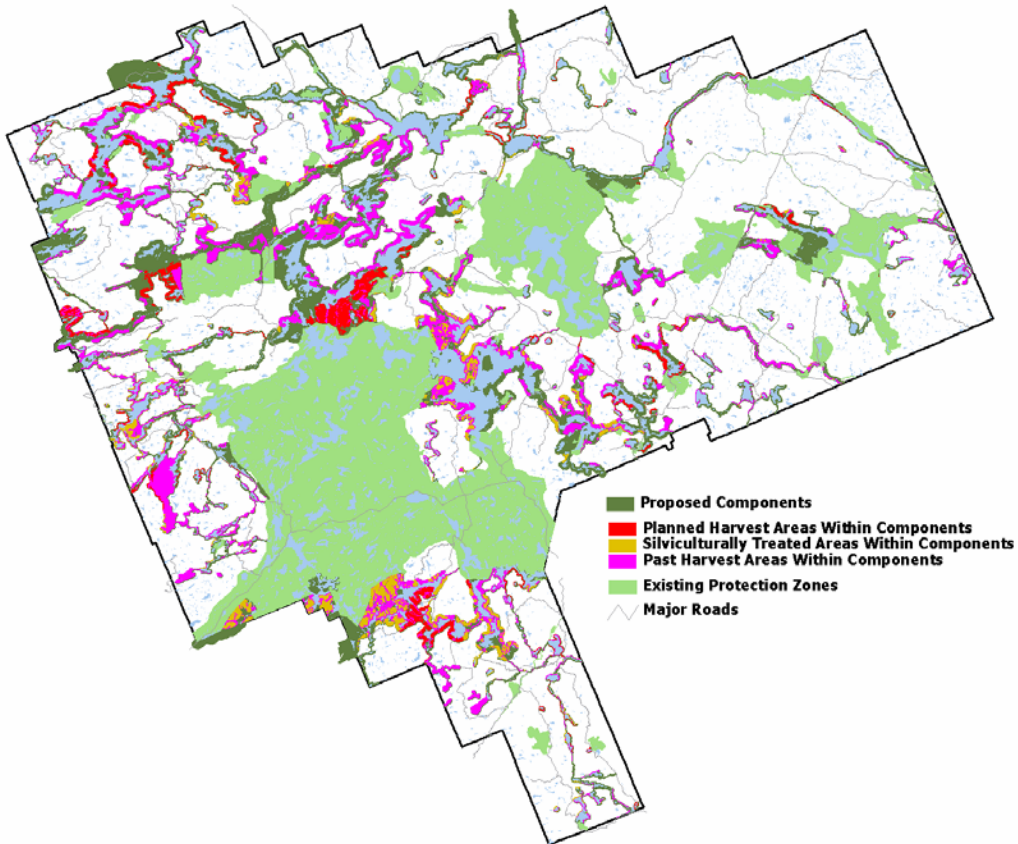 Proposed Components
Planned Harvest Areas Within Components
Silviculturally Treated Areas Within Components
Past Harvest Areas Within Components
Existing Protection Zones
Major Roads